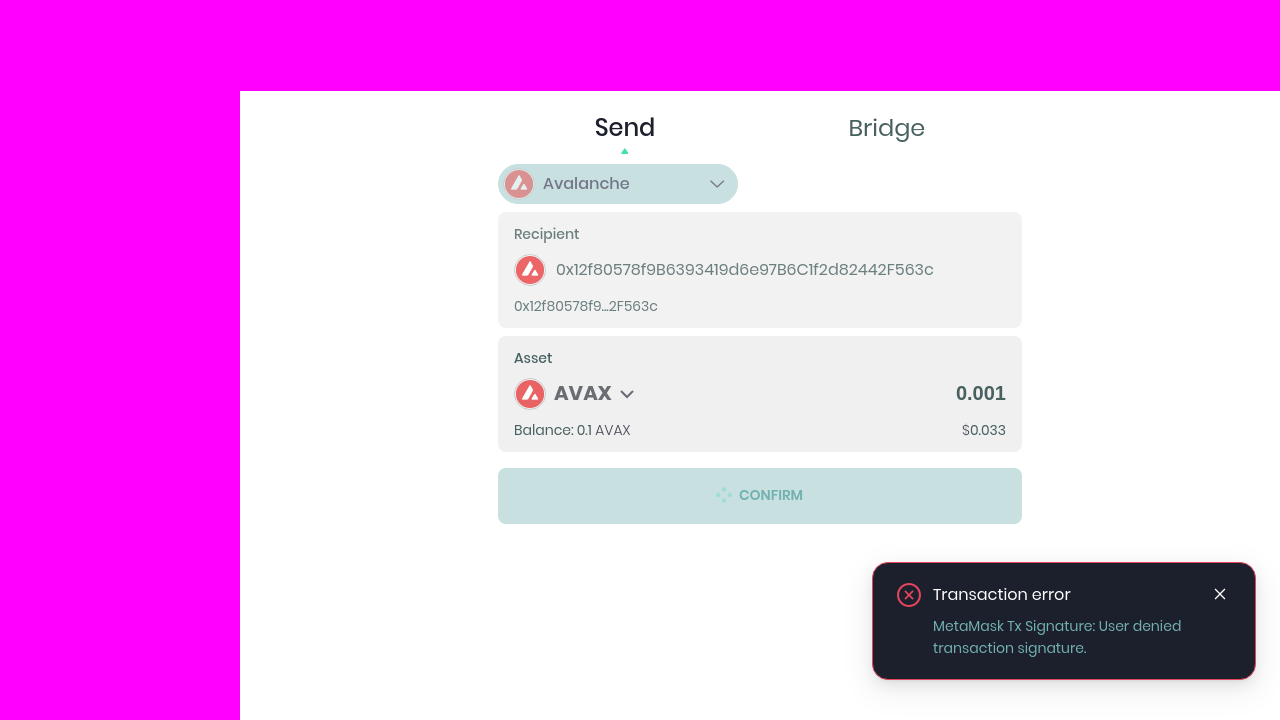 Send
Bridge
Avalanche
Recipient
0x12f80578f9B6393419d6e97B6C1f2d82442F563c
0x12f80578f9...2F563c
Asset
AVAX
0.001
Balance: 0.1 AVAX
$0.033
CONFIRM
Transaction error
MetaMask Tx Signature: User denied
transaction signature.